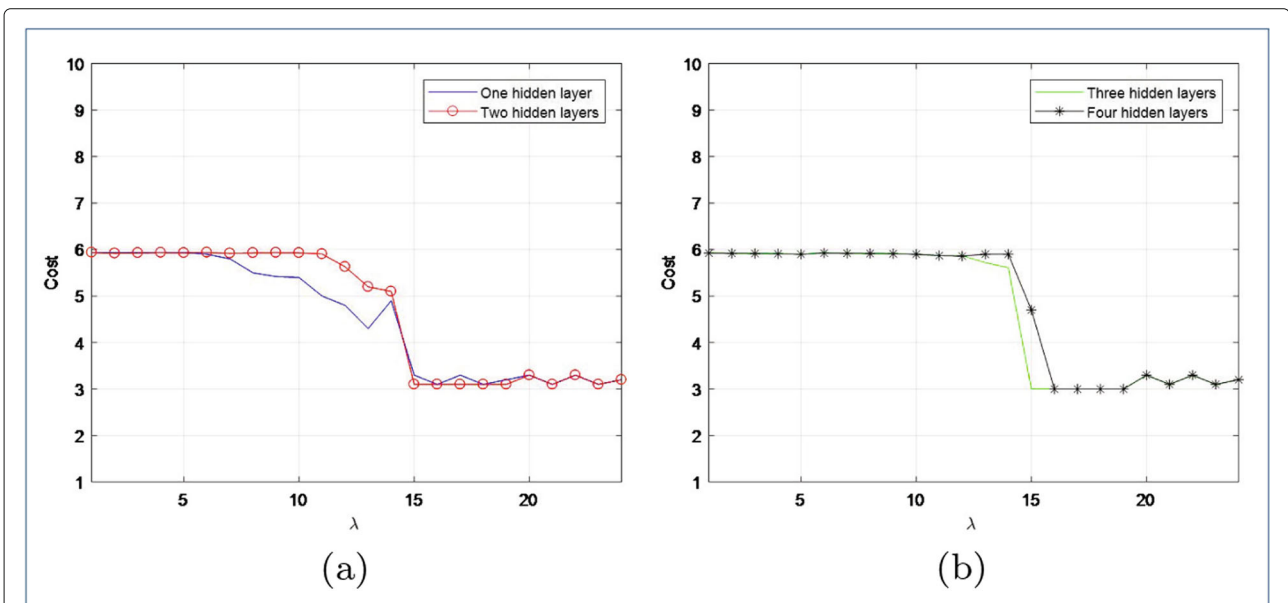 10
9
8
7
6
5
4
3
2
1
Cost
5
10
15
20
λ
One hidden layer
Two hidden layers
(a)
10
9
8
7
6
5
4
3
2
1
Cost
5
10
15
20
λ
Three hidden layers
Four hidden layers
(b)